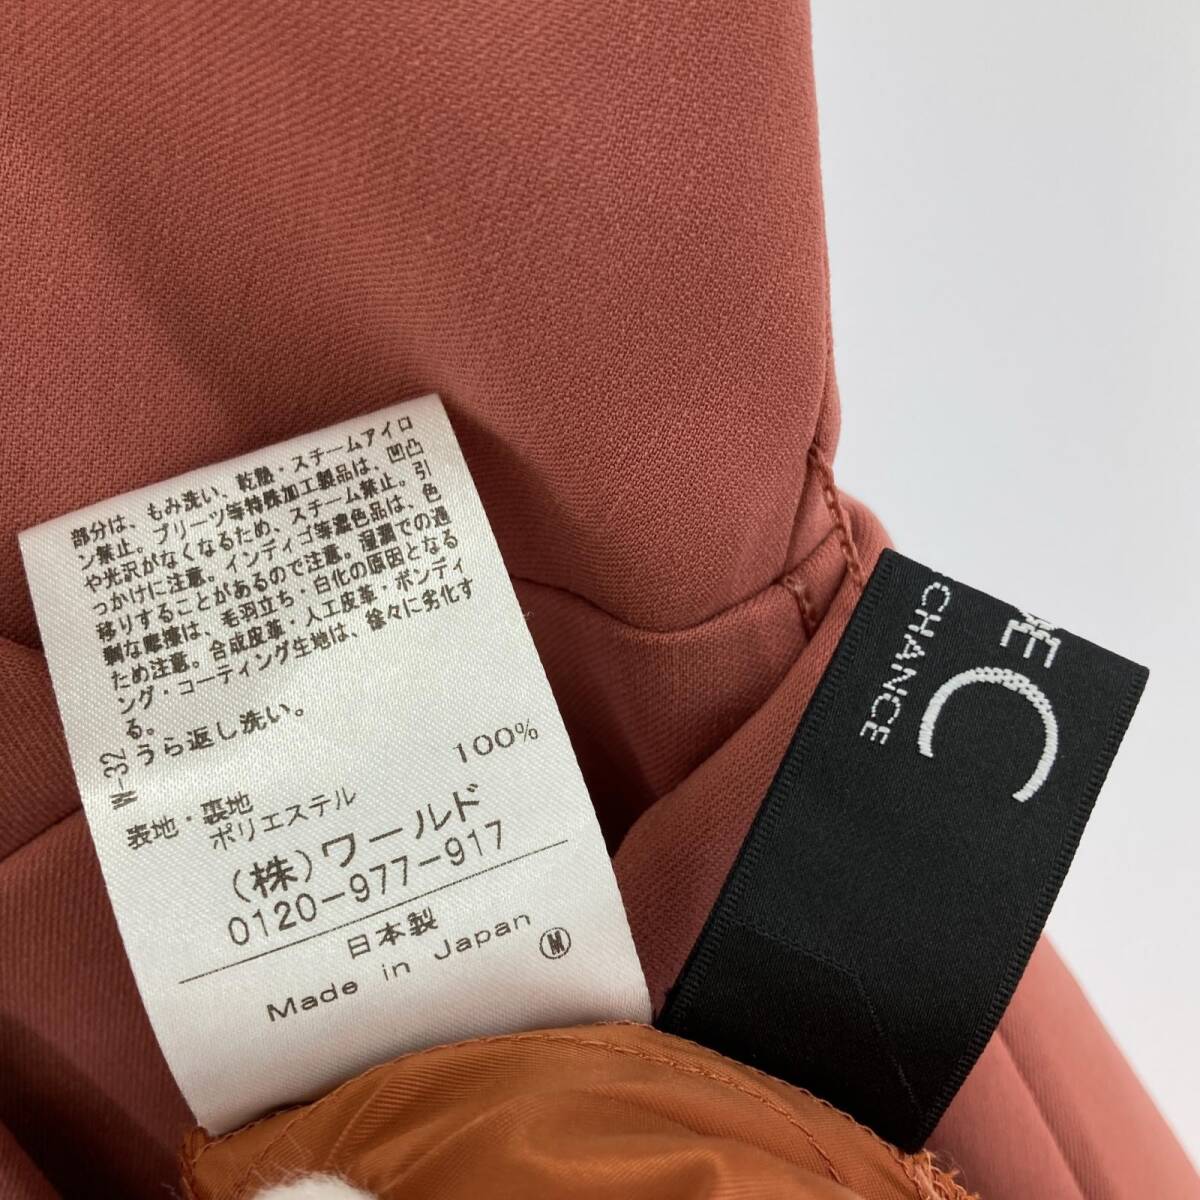 部分は、もみ洗い、乾熱・スチームアイロ
ン禁止。プリーツ等特殊加工製品は、凹凸
や光沢がなくなるため、スチーム禁止。引
っかけに注意。インディゴ等濃色品は、色
移りすることがあるので注意。湿潤での過
剰な摩擦は、毛羽立ち・白化の原因となる
ため注意。合成皮革・人工皮革・ボンディ
ング・コーティング生地は、徐々に劣化す
る。
W-32 うら返し洗い。
表地・裏地
ポリエステル 100%
(株)ワールド
0120-977-917
日本製
Made in Japan
M
C
CHANCE